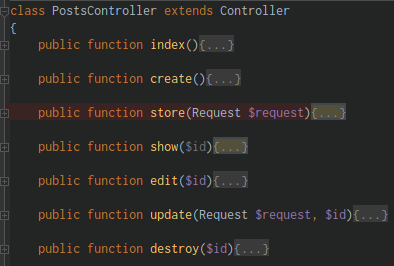 class PostsController extends Controller
{
public function index(){...}
public function create(){...}
public function store(Request $request){...}
public function show($id){...}
public function edit($id){...}
public function update(Request $request, $id){...}
public function destroy($id){...}